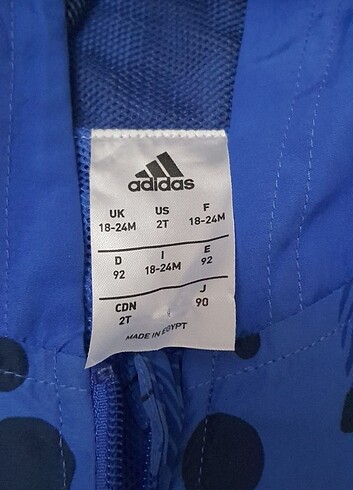 adidas
UK US F
18-24M 2T 18-24M
D I E
92 18-24M 92
CDN J
2T 90
MADE IN EGYPT